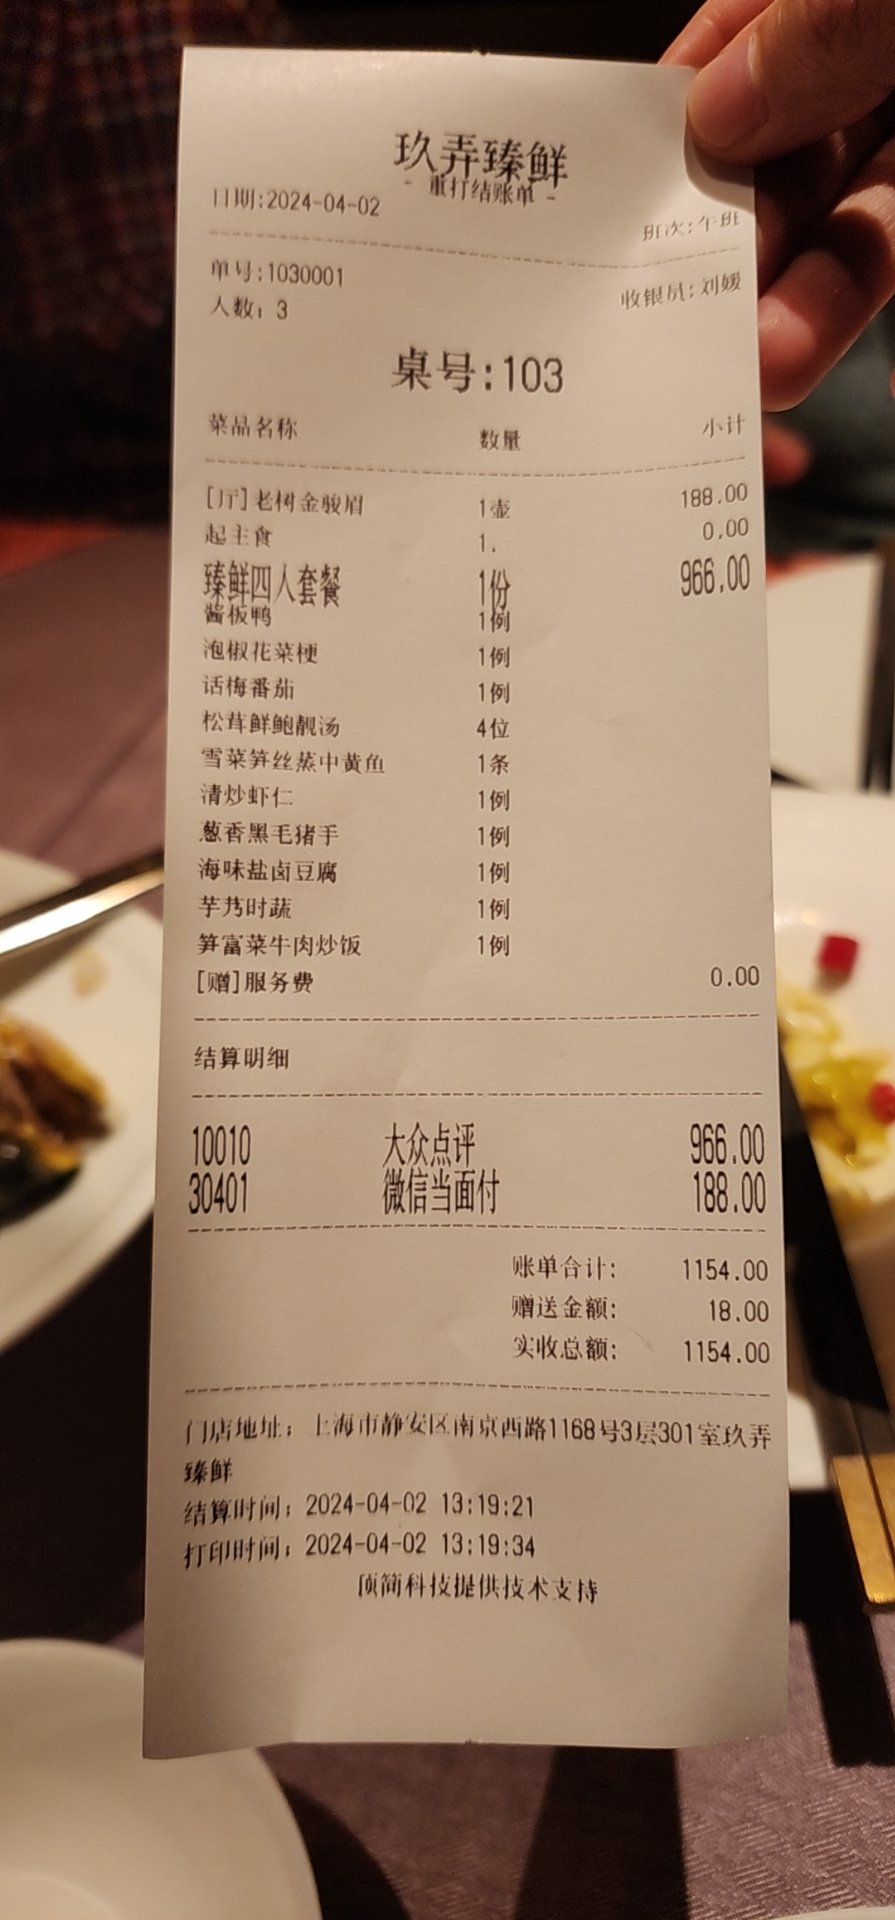 玖弄臻鲜
- 重打结账单 -
日期:2024-04-02 班次:午班
单号:1030001
人数: 3 收银员:刘媛
桌号:103
菜品名称 数量 小计
[厅]老树金骏眉 1壶 188.00
起主食 1. 0.00
臻鲜四人套餐 1份 966.00
酱板鸭 1例
泡椒花菜梗 1例
话梅番茄 1例
松茸鲜鲍靓汤 4位
雪菜笋丝蒸中黄鱼 1条
清炒虾仁 1例
葱香黑毛猪手 1例
海味盐卤豆腐 1例
芋艿时蔬 1例
笋富菜牛肉炒饭 1例
[赠]服务费 0.00
结算明细
10010 大众点评 966.00
30401 微信当面付 188.00
账单合计: 1154.00
赠送金额: 18.00
实收总额: 1154.00
门店地址: 上海市静安区南京西路1168号3层301室玖弄
臻鲜
结算时间: 2024-04-02 13:19:21
打印时间: 2024-04-02 13:19:34
顶简科技提供技术支持